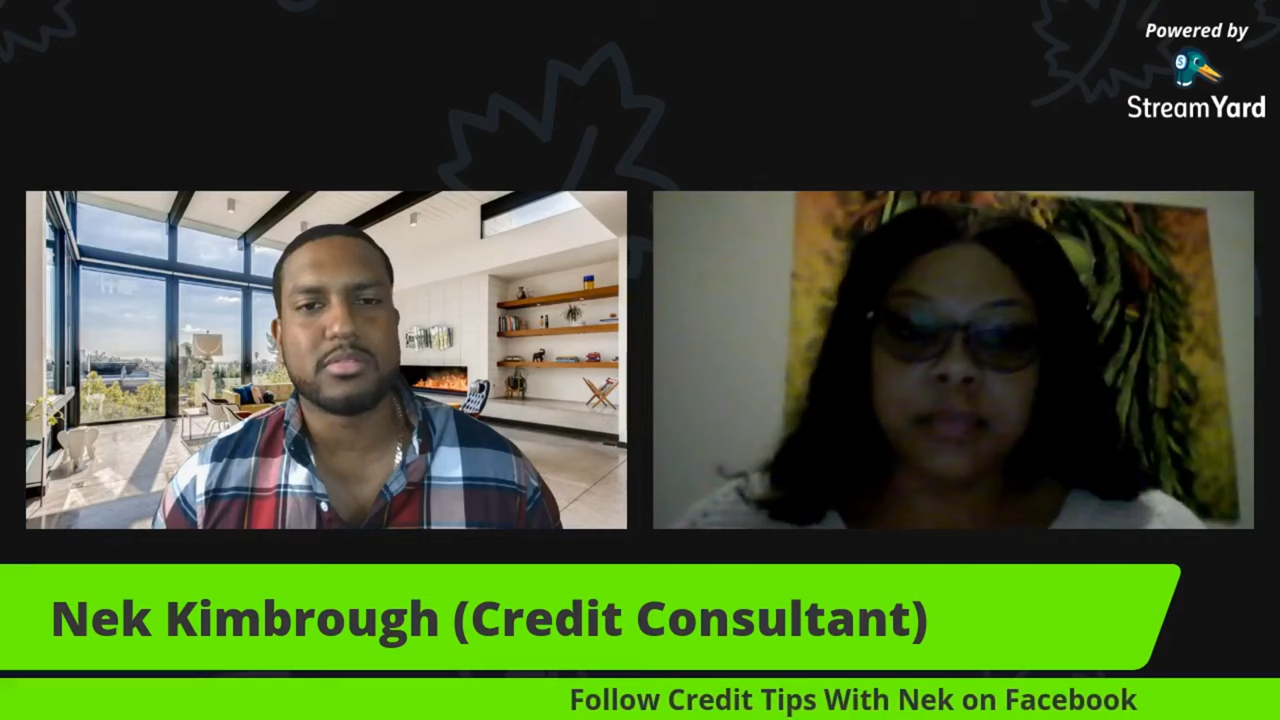 Powered by
StreamYard
Nek Kimbrough (Credit Consultant)
Follow Credit Tips With Nek on Facebook